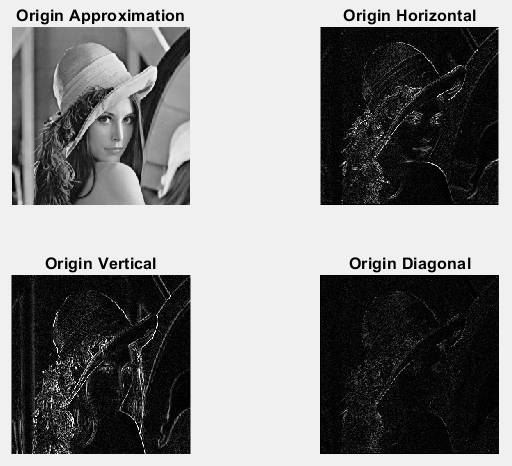 Origin Approximation
Origin Horizontal
Origin Vertical
Origin Diagonal